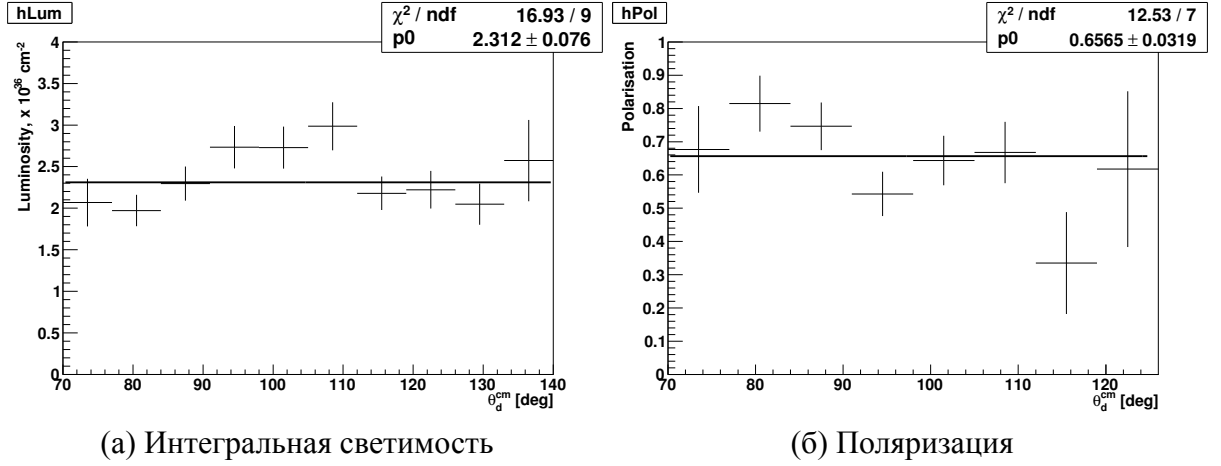 hLum
χ² / ndf 16.93 / 9
p0 2.312 ± 0.076
Luminosity, x 10³⁶ cm⁻²
4
3.5
3
2.5
2
1.5
1
0.5
0
70 80 90 100 110 120 130 140
θ_d^cm [deg]
(а) Интегральная светимость
hPol
χ² / ndf 12.53 / 7
p0 0.6565 ± 0.0319
Polarisation
1
0.9
0.8
0.7
0.6
0.5
0.4
0.3
0.2
0.1
0
70 80 90 100 110 120
θ_d^cm [deg]
(б) Поляризация